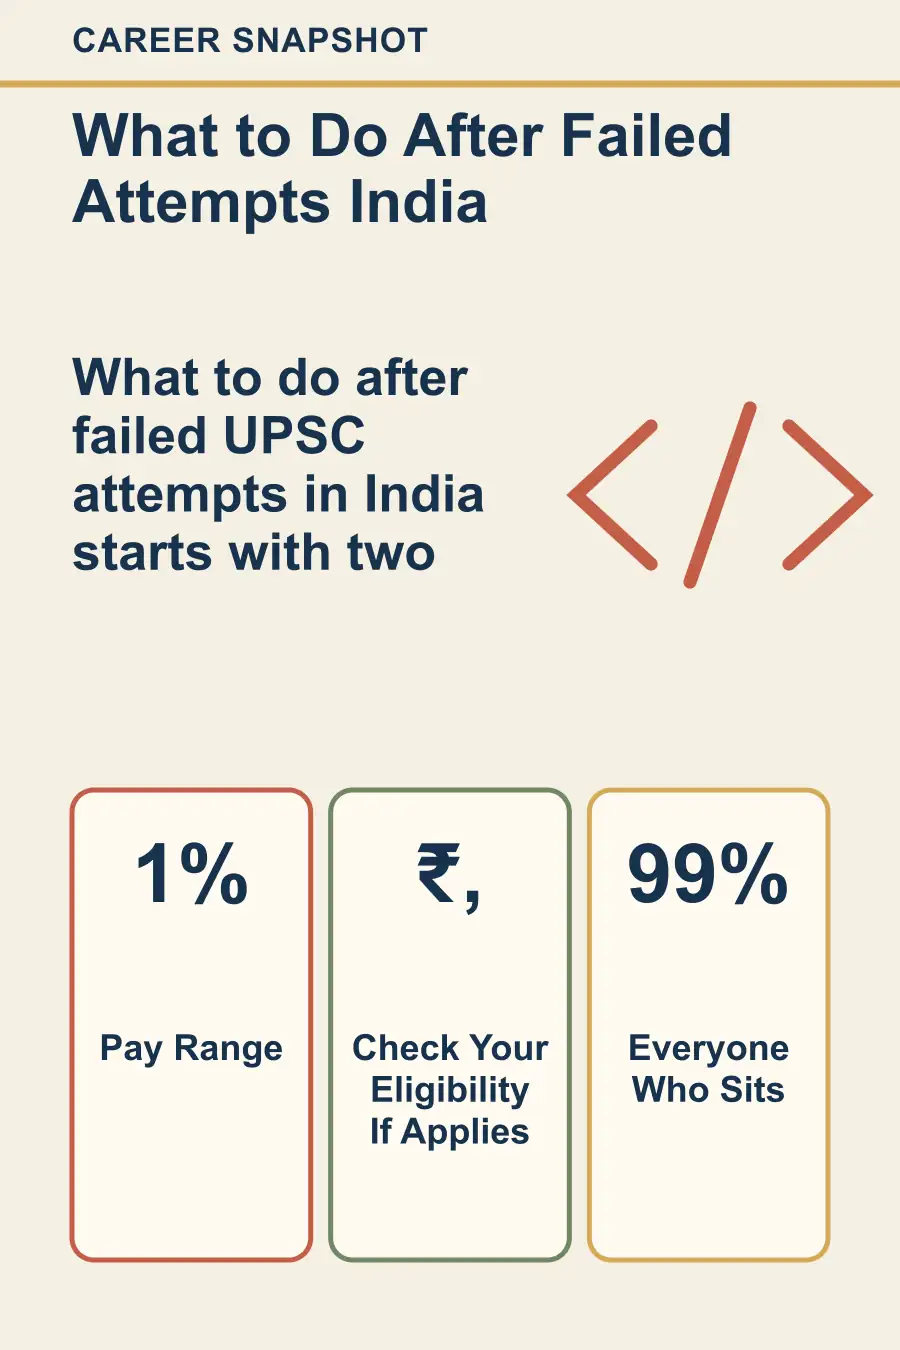 CAREER SNAPSHOT
What to Do After Failed
Attempts India
What to do after
failed UPSC
attempts in India
starts with two
1%
Pay Range
₹,
Check Your
Eligibility
If Applies
99%
Everyone
Who Sits